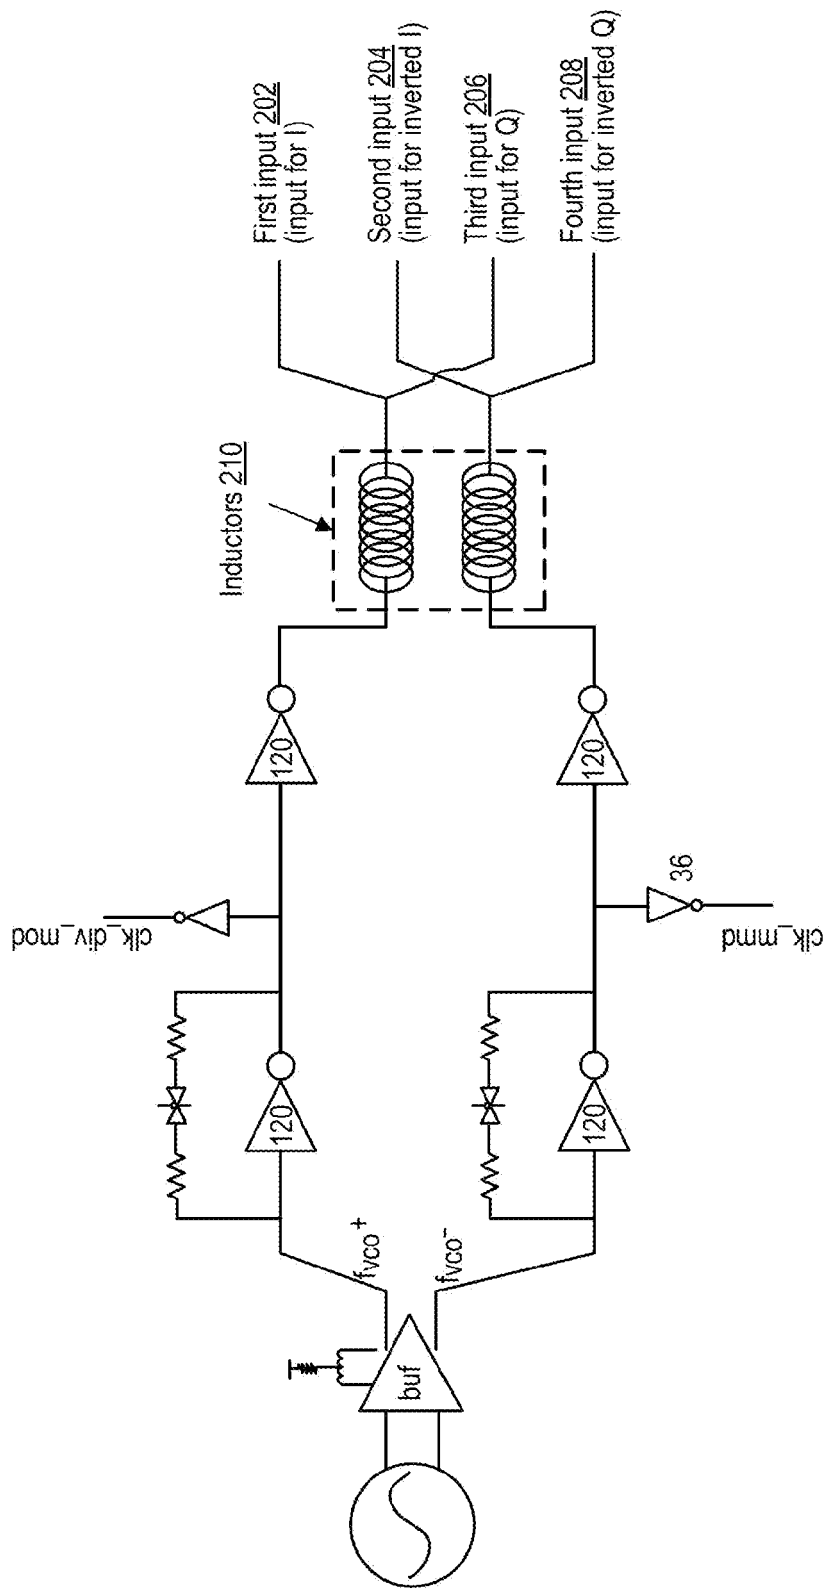 First input 202
(input for I)
Second input 204
(input for inverted I)
Third input 206
(input for Q)
Fourth input 208
(input for inverted Q)
Inductors 210
120
120
clk_div_mod
36
clk_mmd
120
120
fVCO+
fVCO-
buf